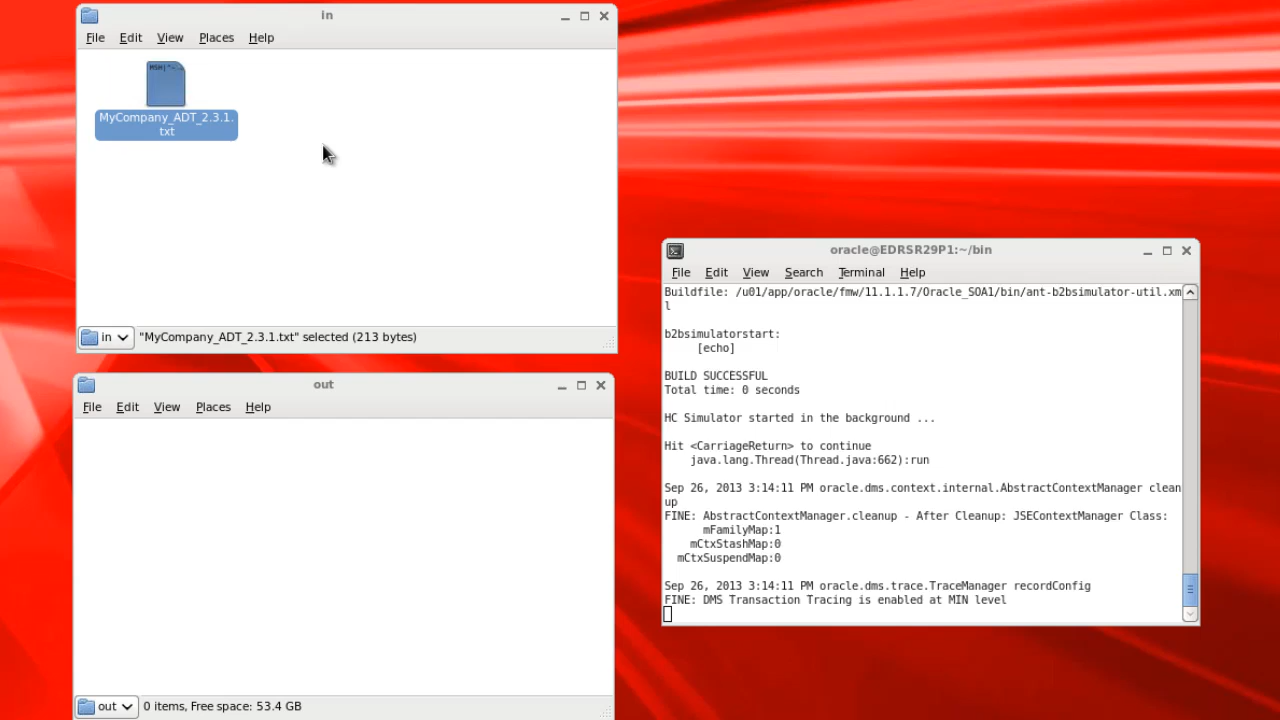 in
File Edit View Places Help
MSH|^~
MyCompany_ADT_2.3.1.
txt
in "MyCompany_ADT_2.3.1.txt" selected (213 bytes)
out
File Edit View Places Help
out 0 items, Free space: 53.4 GB
oracle@EDRSR29P1:~/bin
File Edit View Search Terminal Help
Buildfile: /u01/app/oracle/fmw/11.1.1.7/Oracle_SOA1/bin/ant-b2bsimulator-util.xm
l
b2bsimulatorstart:
[echo]
BUILD SUCCESSFUL
Total time: 0 seconds
HC Simulator started in the background ...
Hit <CarriageReturn> to continue
java.lang.Thread(Thread.java:662):run
Sep 26, 2013 3:14:11 PM oracle.dms.context.internal.AbstractContextManager clean
up
FINE: AbstractContextManager.cleanup - After Cleanup: JSEContextManager Class:
mFamilyMap:1
mCtxStashMap:0
mCtxSuspendMap:0
Sep 26, 2013 3:14:11 PM oracle.dms.trace.TraceManager recordConfig
FINE: DMS Transaction Tracing is enabled at MIN level